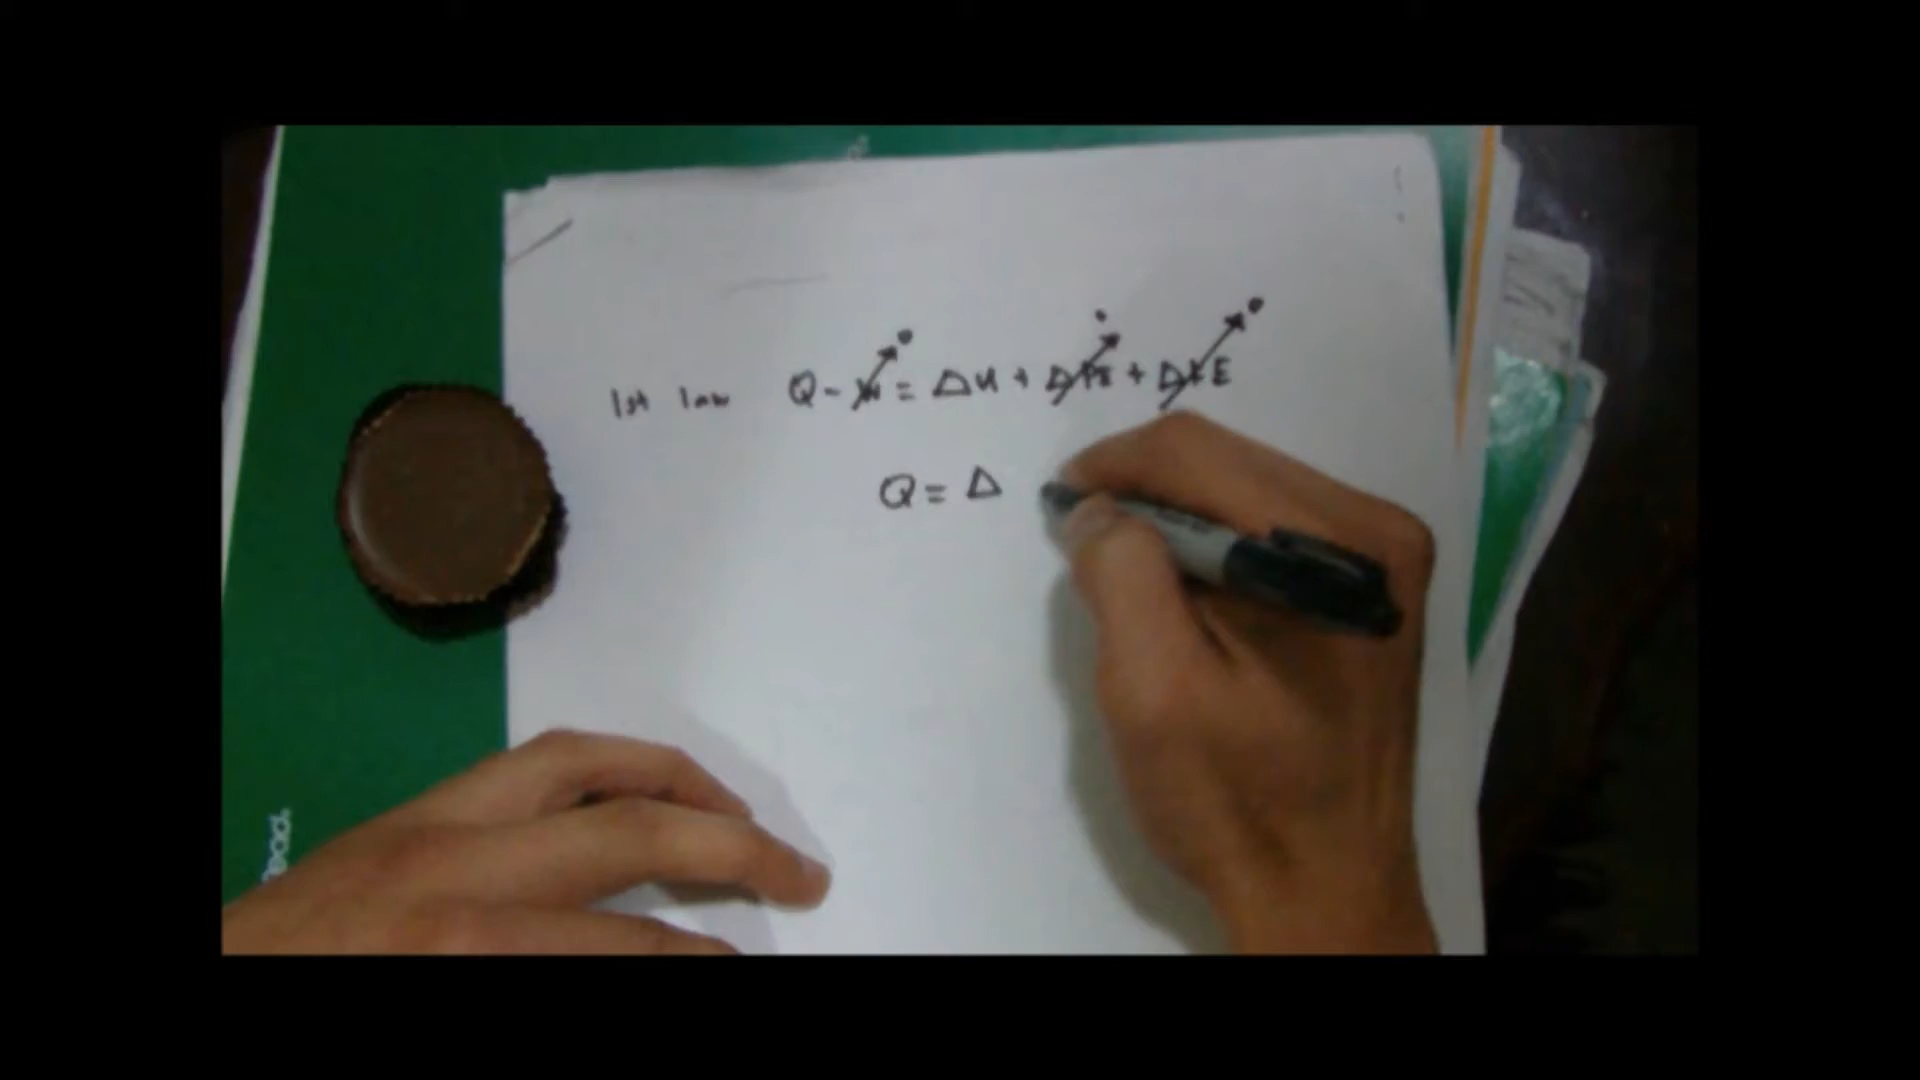 1st law Q - W = ΔU + ΔPE + ΔKE
Q = Δ